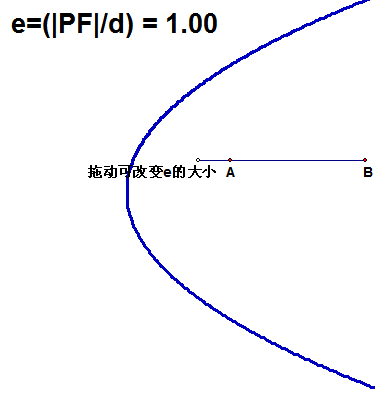 e=(|PF|/d) = 1.00
拖动可改变e的大小
A
B